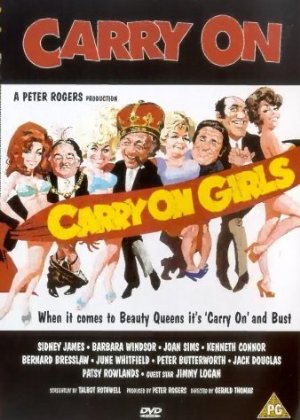 CARRY ON
A PETER ROGERS
PRODUCTION
CARRY ON GIRLS
When it comes to Beauty Queens it's 'Carry On' and Bust
SIDNEY JAMES · BARBARA WINDSOR · JOAN SIMS · KENNETH CONNOR
BERNARD BRESSLAW · JUNE WHITFIELD · PETER BUTTERWORTH · JACK DOUGLAS
PATSY ROWLANDS · GUEST STAR JIMMY LOGAN
SCREENPLAY BY TALBOT ROTHWELL PRODUCED BY PETER ROGERS DIRECTED BY GERALD THOMAS
DVD
PG